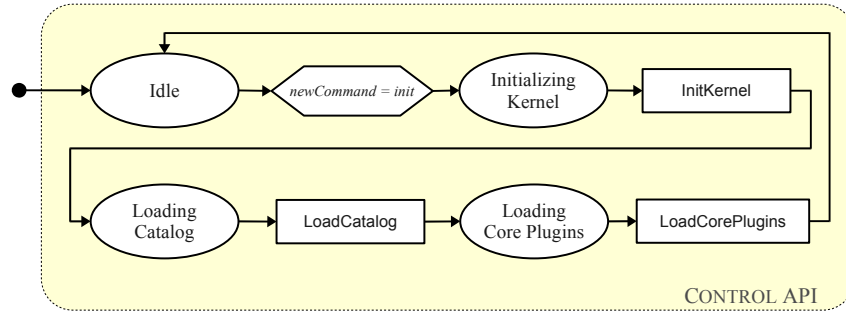 Idle
newCommand = init
Initializing
Kernel
InitKernel
Loading
Catalog
LoadCatalog
Loading
Core Plugins
LoadCorePlugins
CONTROL API